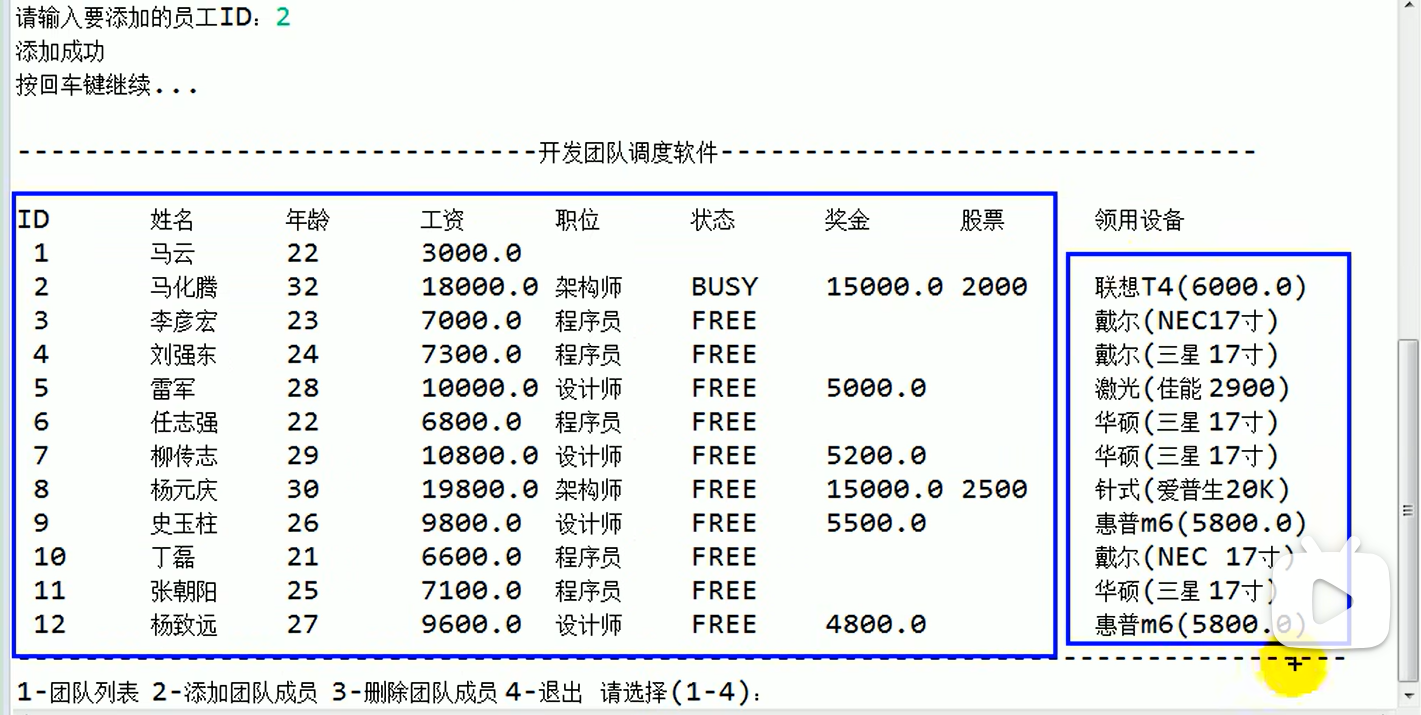 请输入要添加的员工ID：2
添加成功
按回车键继续...
--------------------------------开发团队调度软件---------------------------------
ID 姓名 年龄 工资 职位 状态 奖金 股票 领用设备
1 马云 22 3000.0
2 马化腾 32 18000.0 架构师 BUSY 15000.0 2000 联想T4(6000.0)
3 李彦宏 23 7000.0 程序员 FREE 戴尔(NEC17寸)
4 刘强东 24 7300.0 程序员 FREE 戴尔(三星 17寸)
5 雷军 28 10000.0 设计师 FREE 5000.0 激光(佳能 2900)
6 任志强 22 6800.0 程序员 FREE 华硕(三星 17寸)
7 柳传志 29 10800.0 设计师 FREE 5200.0 华硕(三星 17寸)
8 杨元庆 30 19800.0 架构师 FREE 15000.0 2500 针式(爱普生20K)
9 史玉柱 26 9800.0 设计师 FREE 5500.0 惠普m6(5800.0)
10 丁磊 21 6600.0 程序员 FREE 戴尔(NEC 17寸)
11 张朝阳 25 7100.0 程序员 FREE 华硕(三星 17寸)
12 杨致远 27 9600.0 设计师 FREE 4800.0 惠普m6(5800.0)
1-团队列表 2-添加团队成员 3-删除团队成员 4-退出 请选择(1-4)：